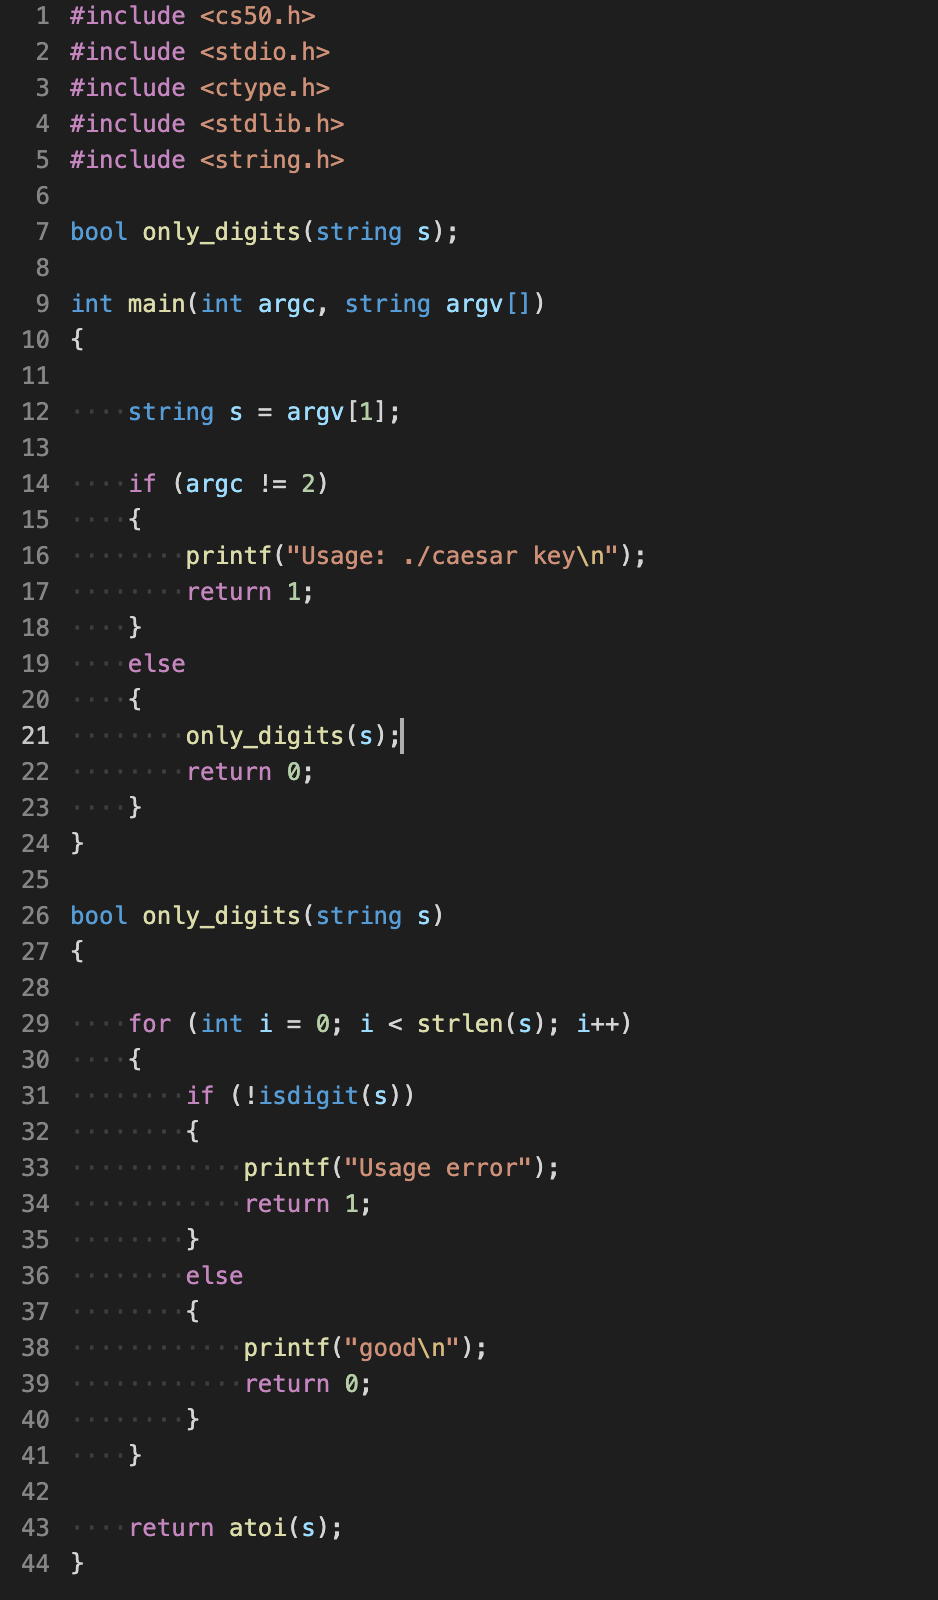 1 #include <cs50.h>
2 #include <stdio.h>
3 #include <ctype.h>
4 #include <stdlib.h>
5 #include <string.h>
6
7 bool only_digits(string s);
8
9 int main(int argc, string argv[])
10 {
11
12 ····string s = argv[1];
13
14 ····if (argc != 2)
15 ····{
16 ········printf("Usage: ./caesar key\n");
17 ········return 1;
18 ····}
19 ····else
20 ····{
21 ········only_digits(s);
22 ········return 0;
23 ····}
24 }
25
26 bool only_digits(string s)
27 {
28
29 ····for (int i = 0; i < strlen(s); i++)
30 ····{
31 ········if (!isdigit(s))
32 ········{
33 ············printf("Usage error");
34 ············return 1;
35 ········}
36 ········else
37 ········{
38 ············printf("good\n");
39 ············return 0;
40 ········}
41 ····}
42
43 ····return atoi(s);
44 }